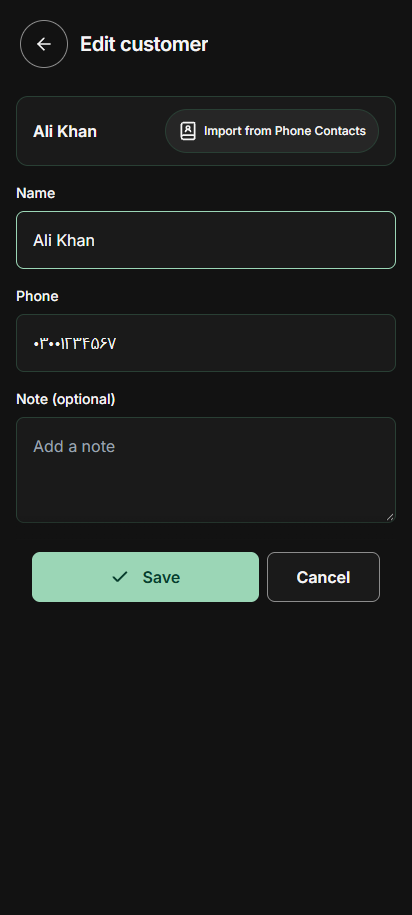 Edit customer
Ali Khan
Import from Phone Contacts
Name
Ali Khan
Phone
۰۳۰۰۱۲۳۴۵۶۷
Note (optional)
Add a note
Save
Cancel